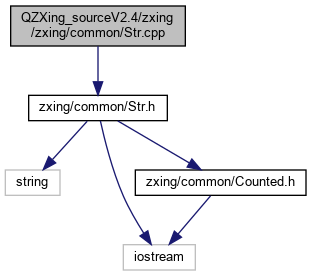 QZXing_sourceV2.4/zxing
/zxing/common/Str.cpp
zxing/common/Str.h
string
zxing/common/Counted.h
iostream